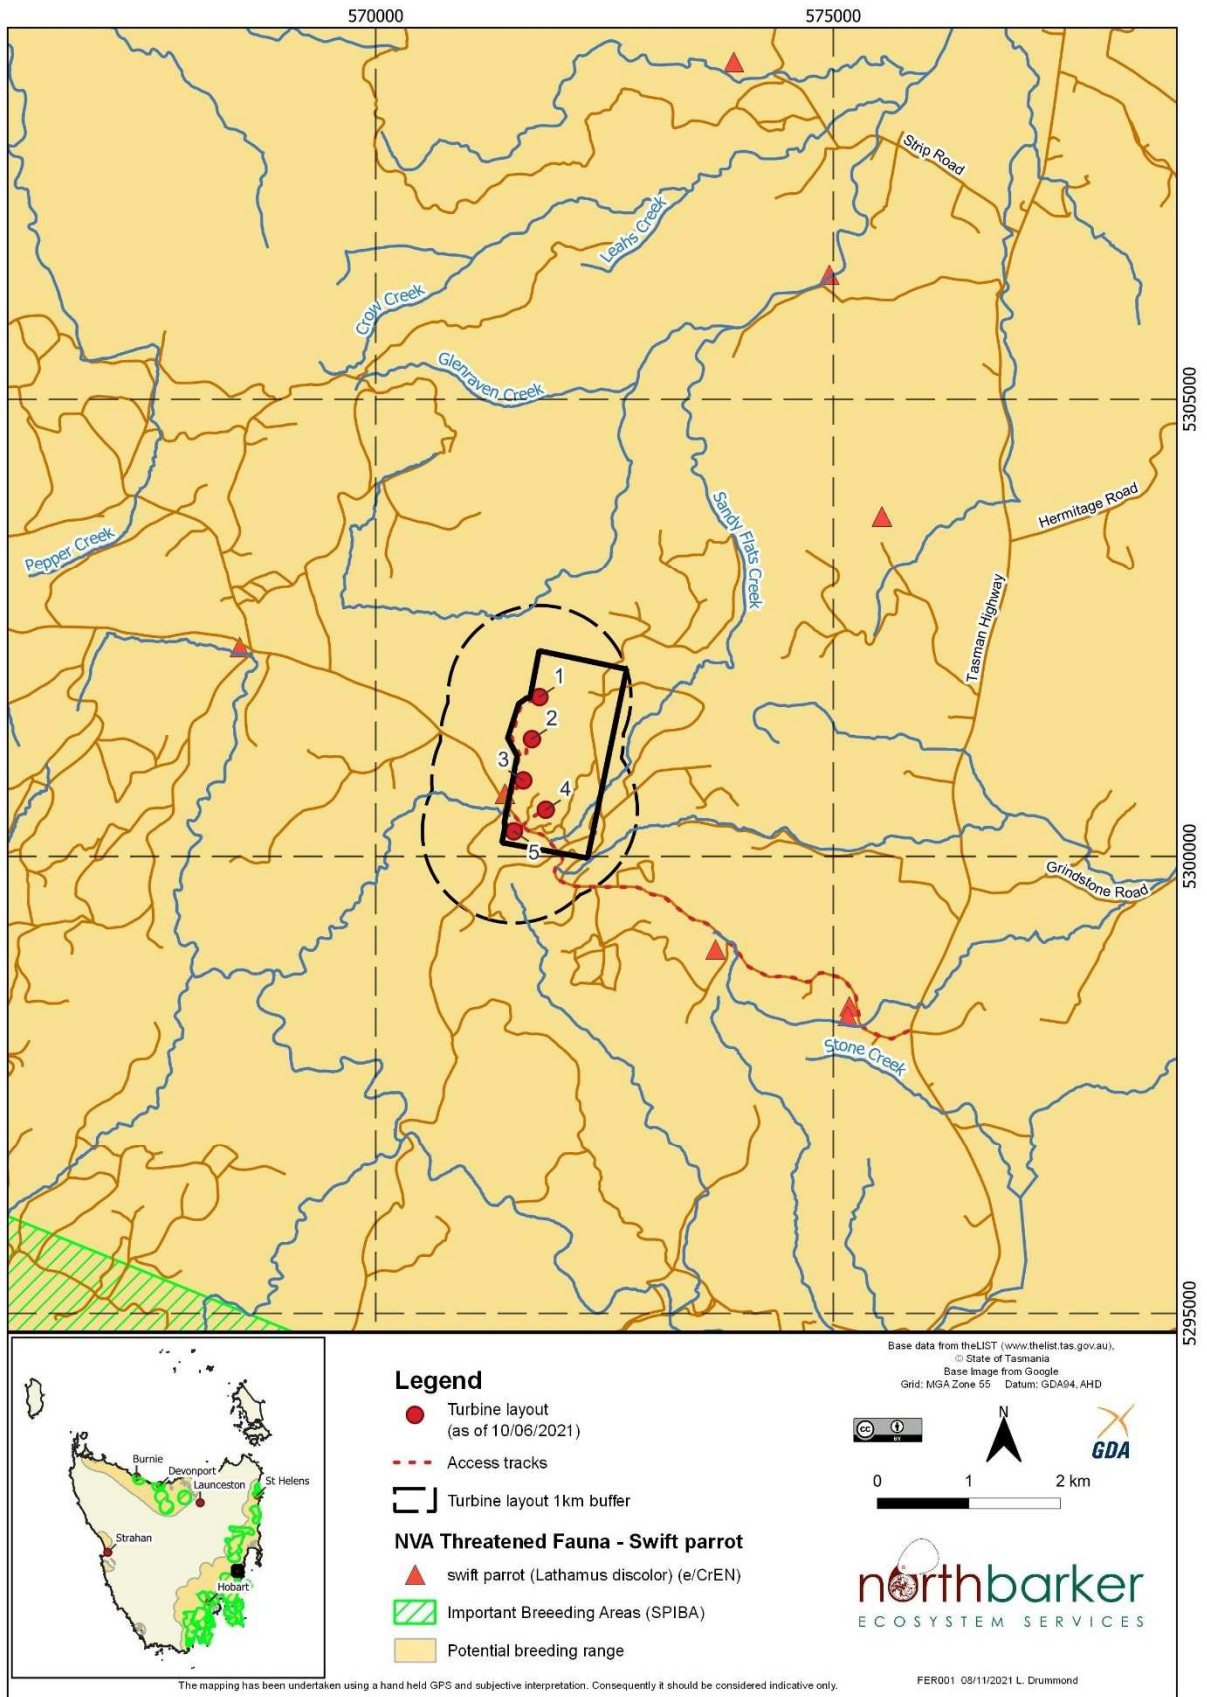 570000
575000
Strip Road
Leahs Creek
Crow Creek
Glenraven Creek
5305000
Sandy Flats Creek
Hermitage Road
Pepper Creek
Tasman Highway
1
2
3
4
5
5300000
Grindstone Road
Stone Creek
5295000
Burnie
Devonport
Launceston
St Helens
Strahan
Hobart
Legend
Turbine layout
(as of 10/06/2021)
Access tracks
Turbine layout 1km buffer
NVA Threatened Fauna - Swift parrot
swift parrot (Lathamus discolor) (e/CrEN)
Important Breeeding Areas (SPIBA)
Potential breeding range
Base data from theLIST (www.thelist.tas.gov.au),
© State of Tasmania
Base Image from Google
Grid: MGA Zone 55 Datum: GDA94, AHD
cc
BY
N
GDA
0 1 2 km
northbarker
ECOSYSTEM SERVICES
The mapping has been undertaken using a hand held GPS and subjective interpretation. Consequently it should be considered indicative only.
FER001 08/11/2021 L. Drummond